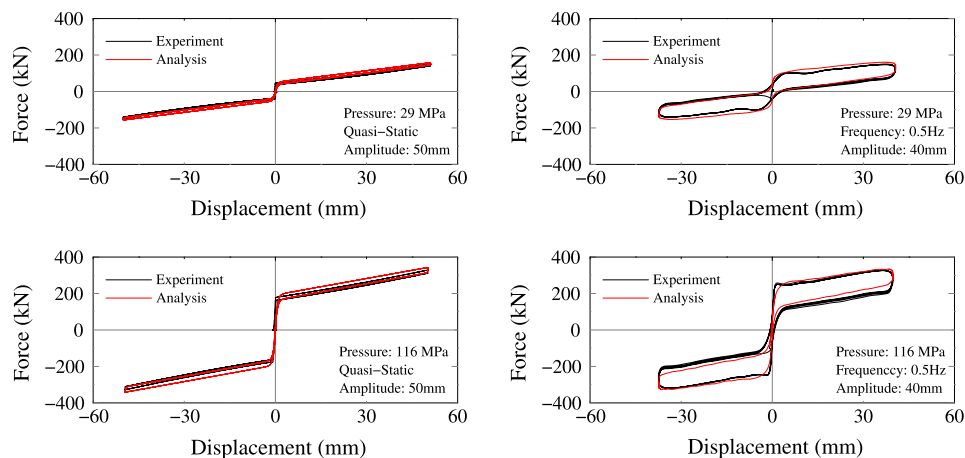 400
200
0
−200
−400
Force (kN)
Experiment
Analysis
Pressure: 29 MPa
Quasi−Static
Amplitude: 50mm
−60
−30
0
30
60
Displacement (mm)
400
200
0
−200
−400
Force (kN)
Experiment
Analysis
Pressure: 29 MPa
Frequency: 0.5Hz
Amplitude: 40mm
−60
−30
0
30
60
Displacement (mm)
400
200
0
−200
−400
Force (kN)
Experiment
Analysis
Pressure: 116 MPa
Quasi−Static
Amplitude: 50mm
−60
−30
0
30
60
Displacement (mm)
400
200
0
−200
−400
Force (kN)
Experiment
Analysis
Pressure: 116 MPa
Frequenccy: 0.5Hz
Amplitude: 40mm
−60
−30
0
30
60
Displacement (mm)